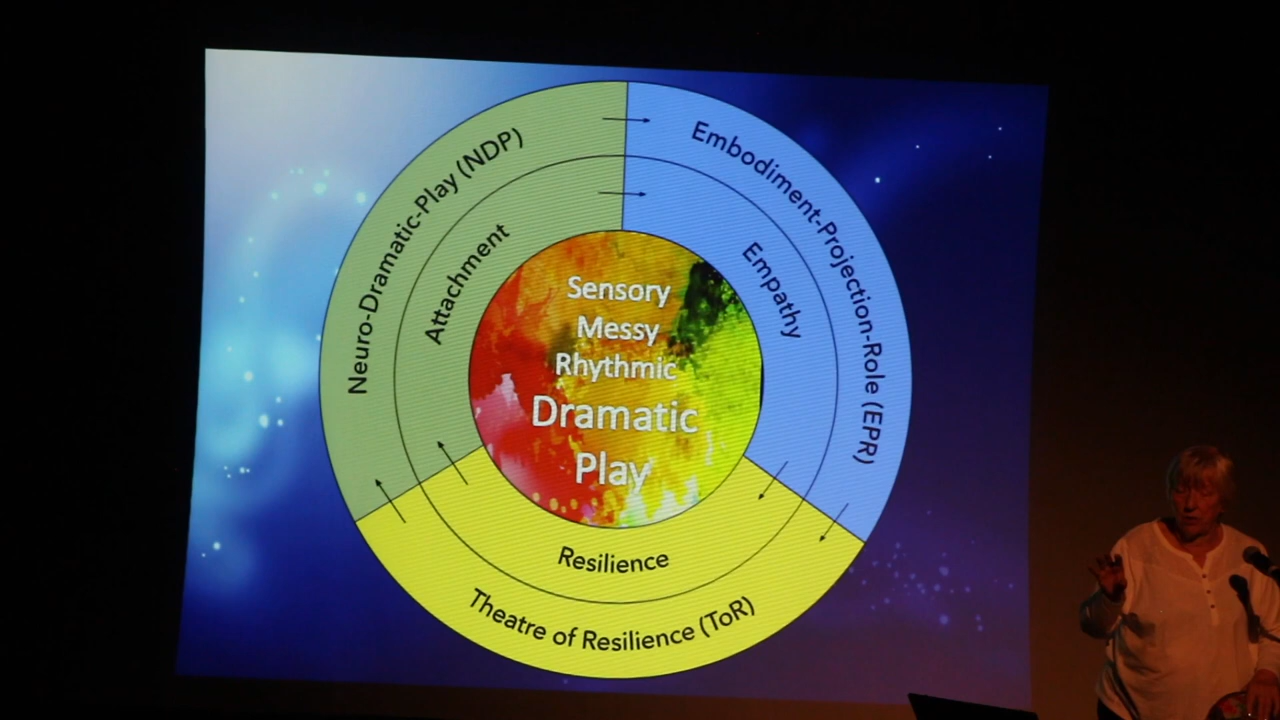 Neuro-Dramatic-Play (NDP)
Embodiment-Projection-Role (EPR)
Attachment
Empathy
Sensory
Messy
Rhythmic
Dramatic
Play
Resilience
Theatre of Resilience (ToR)